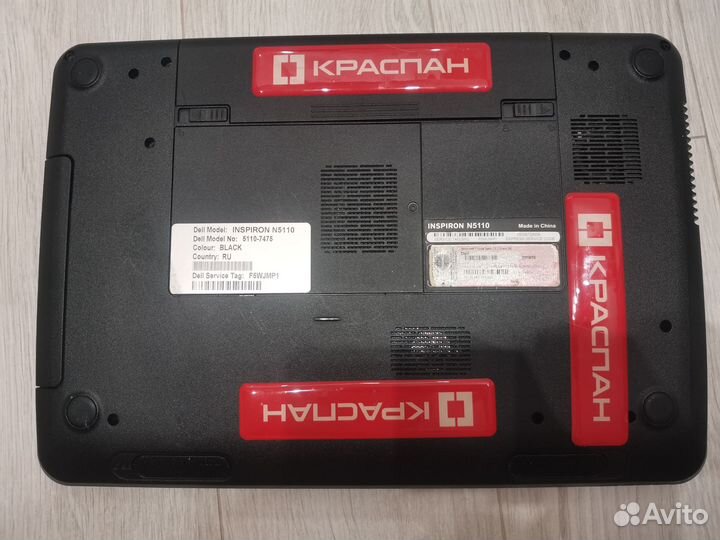 КРАСПАН
Dell Model: INSPIRON N5110
Dell Model No: 5110-7475
Colour: BLACK
Country: RU
Dell Service Tag: F5WJMP1
INSPIRON N5110 Made in China
КРАСПАН
КРАСПАН
Avito